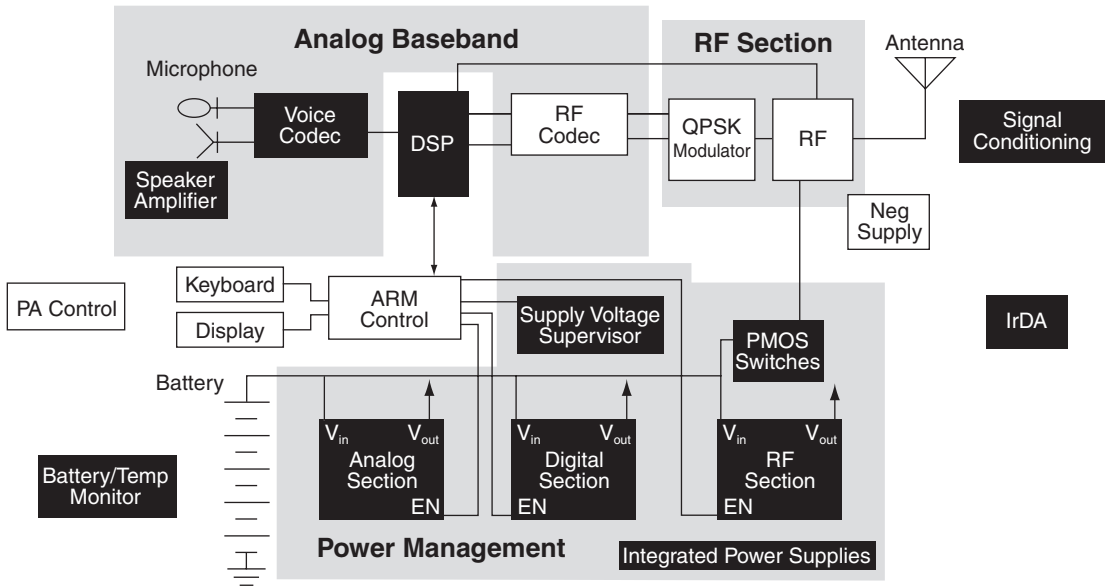 Analog Baseband
RF Section
Antenna
Microphone
Voice
Codec
DSP
RF
Codec
QPSK
Modulator
RF
Signal
Conditioning
Speaker
Amplifier
Neg
Supply
PA Control
Keyboard
Display
ARM
Control
Supply Voltage
Supervisor
PMOS
Switches
IrDA
Battery
Vin Vout
Analog
Section
EN
Vin Vout
Digital
Section
EN
Vin Vout
RF
Section
EN
Battery/Temp
Monitor
Power Management
Integrated Power Supplies